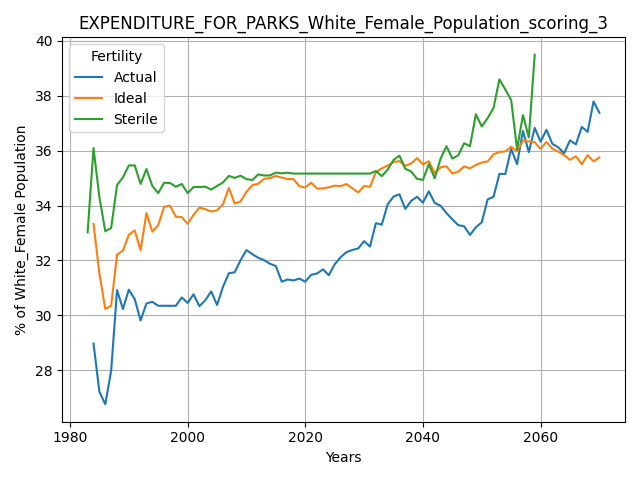 EXPENDITURE_FOR_PARKS_White_Female_Population_scoring_3
Fertility
Actual
Ideal
Sterile
% of White_Female Population
40
38
36
34
32
30
28
1980
2000
2020
2040
2060
Years